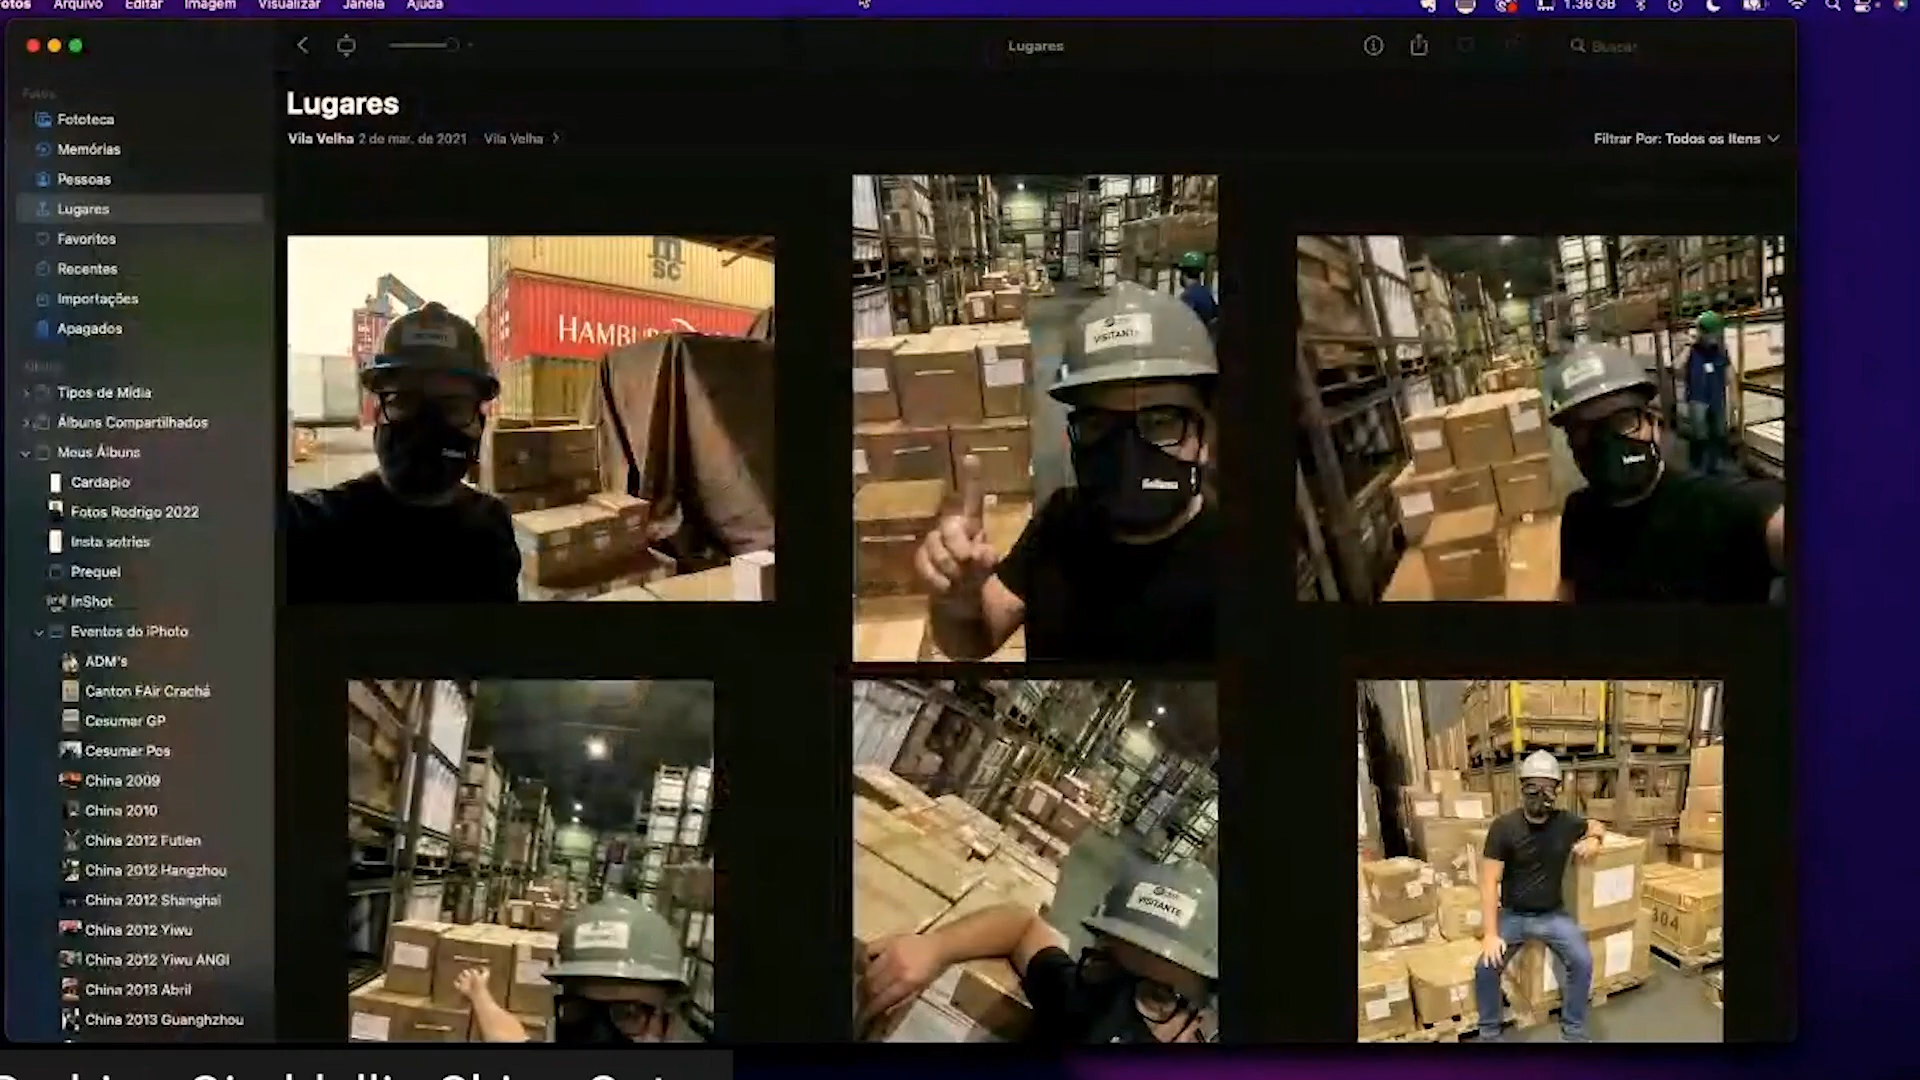 Arquivo Editar Imagem Visualizar Janela Ajuda
1.36 GB
Lugares
Buscar
Fotos
Fototeca
Memórias
Pessoas
Lugares
Favoritos
Recentes
Importações
Apagados
Tipos de Mídia
Álbuns Compartilhados
Meus Álbuns
Cardapio
Fotos Rodrigo 2022
Insta sotries
Prequel
InShot
Eventos do iPhoto
ADM's
Canton FAir Crachá
Cesumar GP
Cesumar Pos
China 2009
China 2010
China 2012 Futien
China 2012 Hangzhou
China 2012 Shanghai
China 2012 Yiwu
China 2012 Yiwu ANGI
China 2013 Abril
China 2013 Guanghzhou
Lugares
Vila Velha 2 de mar. de 2021 Vila Velha
Filtrar Por: Todos os Itens
m
SC
HAMBURG
VISITANTE
VISITANTE
VISITANTE
304